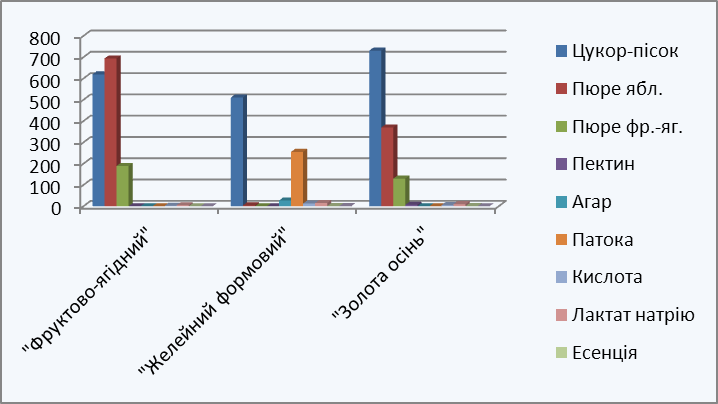 800
700
600
500
400
300
200
100
0
"Фруктово-ягідний"
"Желейний формовий"
"Золота осінь"
Цукор-пісок
Пюре ябл.
Пюре фр.-яг.
Пектин
Агар
Патока
Кислота
Лактат натрію
Есенція